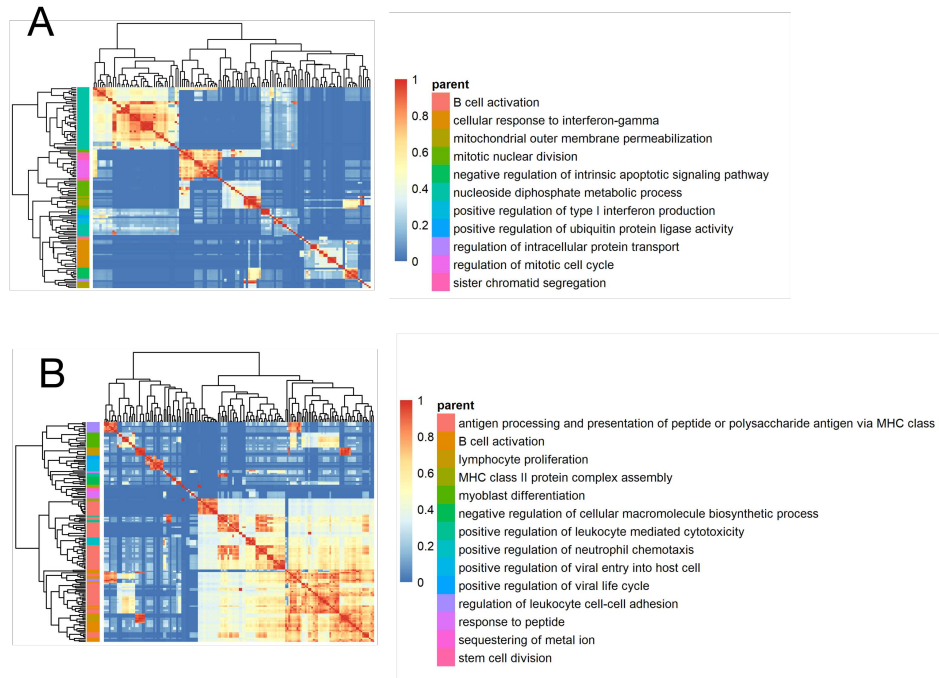 A
1
0.8
0.6
0.4
0.2
0
parent
B cell activation
cellular response to interferon-gamma
mitochondrial outer membrane permeabilization
mitotic nuclear division
negative regulation of intrinsic apoptotic signaling pathway
nucleoside diphosphate metabolic process
positive regulation of type I interferon production
positive regulation of ubiquitin protein ligase activity
regulation of intracellular protein transport
regulation of mitotic cell cycle
sister chromatid segregation
B
1
0.8
0.6
0.4
0.2
0
parent
antigen processing and presentation of peptide or polysaccharide antigen via MHC class
B cell activation
lymphocyte proliferation
MHC class II protein complex assembly
myoblast differentiation
negative regulation of cellular macromolecule biosynthetic process
positive regulation of leukocyte mediated cytotoxicity
positive regulation of neutrophil chemotaxis
positive regulation of viral entry into host cell
positive regulation of viral life cycle
regulation of leukocyte cell-cell adhesion
response to peptide
sequestering of metal ion
stem cell division